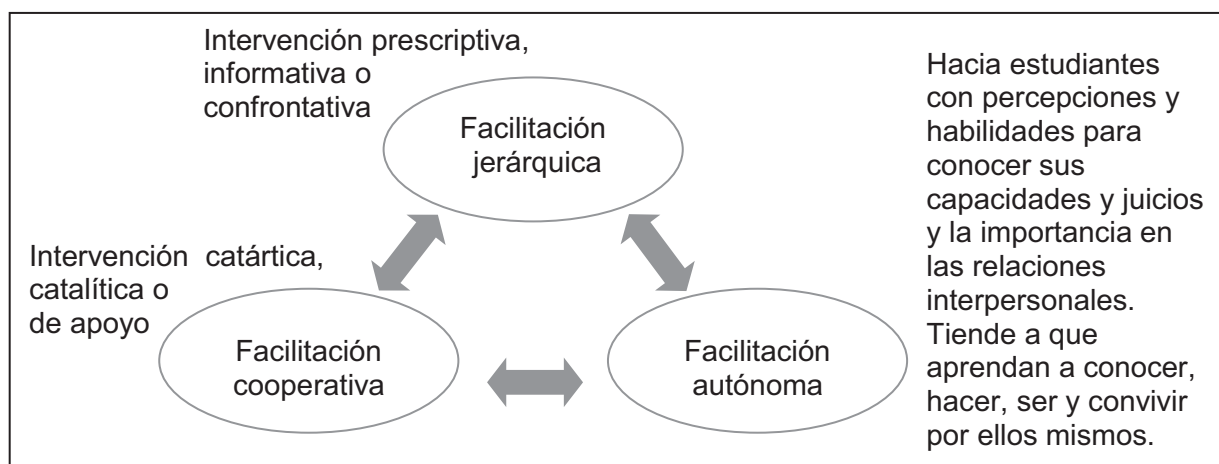 Intervención prescriptiva,
informativa o
confrontativa
Facilitación
jerárquica
Intervención catártica,
catalítica o
de apoyo
Facilitación
cooperativa
Facilitación
autónoma
Hacia estudiantes
con percepciones y
habilidades para
conocer sus
capacidades y juicios
y la importancia en
las relaciones
interpersonales.
Tiende a que
aprendan a conocer,
hacer, ser y convivir
por ellos mismos.